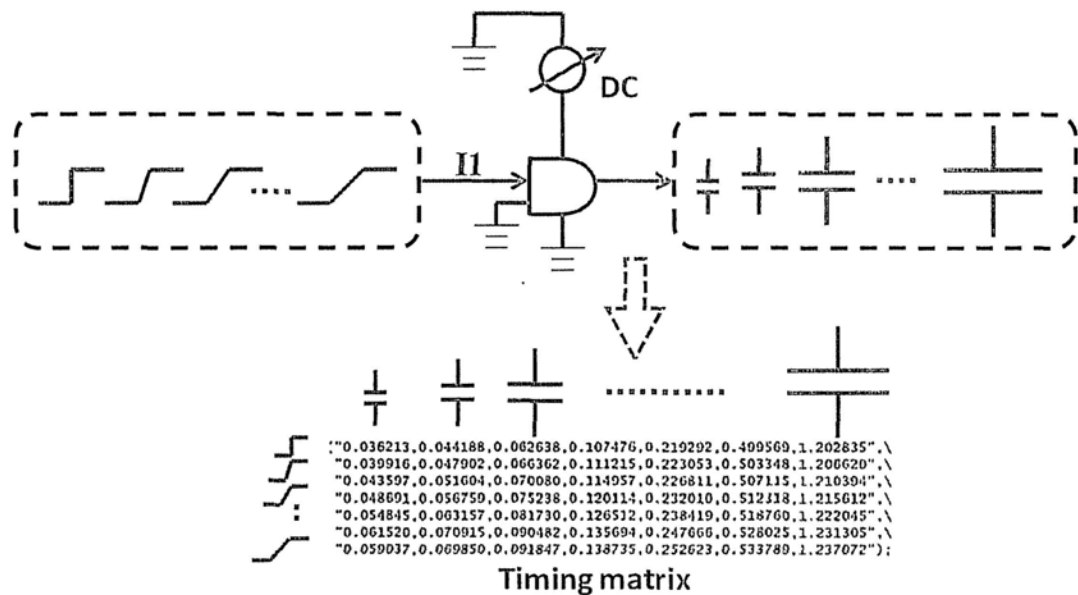 DC
I1
("0.036213,0.044188,0.062638,0.107476,0.219292,0.499569,1.202835",\
"0.039916,0.047902,0.066362,0.111215,0.223053,0.503348,1.206620",\
"0.043597,0.051604,0.070080,0.114957,0.226811,0.507115,1.210394",\
"0.048691,0.056759,0.075238,0.120114,0.232010,0.512318,1.215612",\
"0.054845,0.063157,0.081730,0.126512,0.238419,0.518760,1.222045",\
"0.061520,0.070915,0.090482,0.135694,0.247666,0.528025,1.231305",\
"0.059037,0.069850,0.091847,0.138735,0.252623,0.533780,1.237072");
Timing matrix